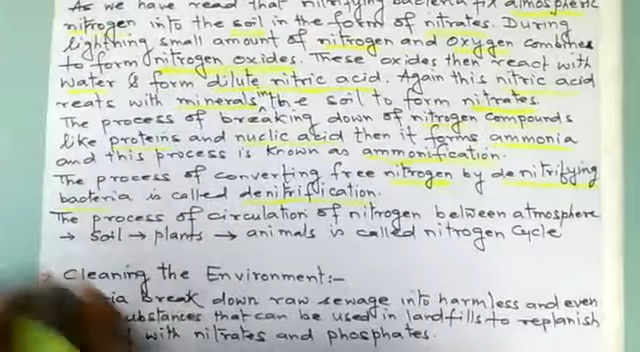 As we have read that nitrifying bacteria fix atmospheric
nitrogen into the soil in the form of nitrates. During
lightning small amount of nitrogen and oxygen combines
to form nitrogen oxides. These oxides then react with
water & form dilute nitric acid. Again this nitric acid
reats with minerals in the soil to form nitrates.
The process of breaking down of nitrogen compounds
like proteins and nuclic acid then it forms ammonia
and this process is known as ammonification.
The process of converting free nitrogen by denitrifying
bacteria is called denitrification.
The process of circulation of nitrogen between atmosphere
→ soil → plants → animals is called nitrogen cycle
* Cleaning the Environment:-
Break down raw sewage into harmless and even
that can be used in landfills to replanish
with nitrates and phosphates.